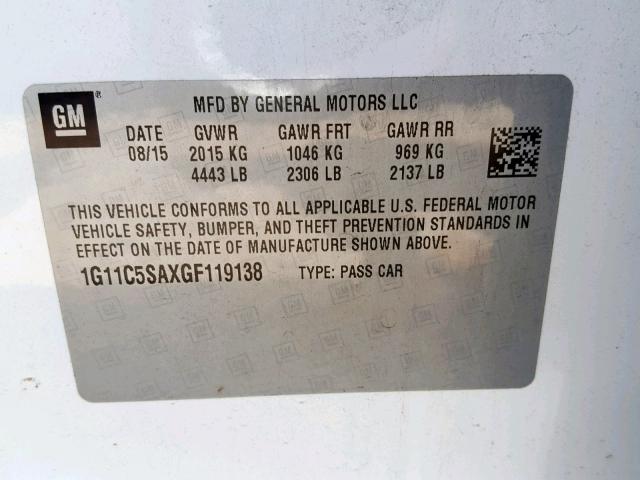 GM ®
MFD BY GENERAL MOTORS LLC
DATE GVWR GAWR FRT GAWR RR
08/15 2015 KG 1046 KG 969 KG
4443 LB 2306 LB 2137 LB
THIS VEHICLE CONFORMS TO ALL APPLICABLE U.S. FEDERAL MOTOR
VEHICLE SAFETY, BUMPER, AND THEFT PREVENTION STANDARDS IN
EFFECT ON THE DATE OF MANUFACTURE SHOWN ABOVE.
1G11C5SAXGF119138 TYPE: PASS CAR